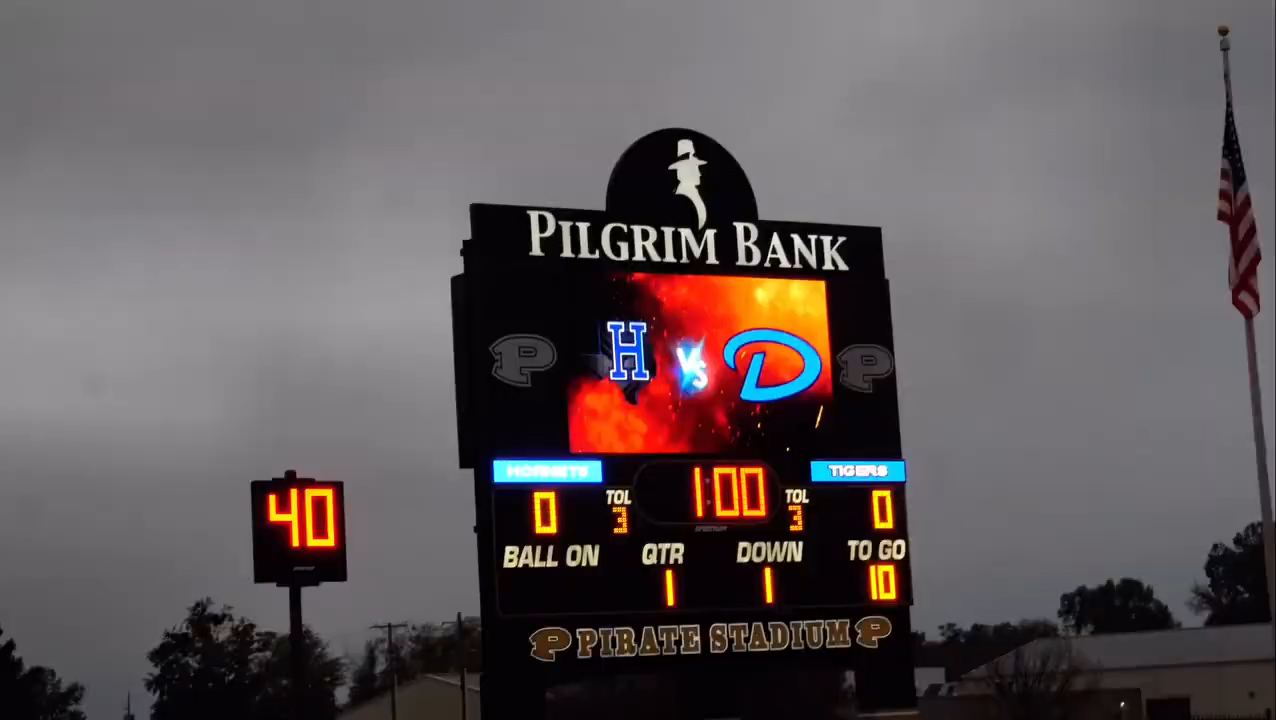 PILGRIM BANK
P
H VS D
P
HORNETS
1:00
TIGERS
0
TOL
3
TOL
3
0
BALL ON
QTR
1
DOWN
1
TO GO
10
40
P PIRATE STADIUM P